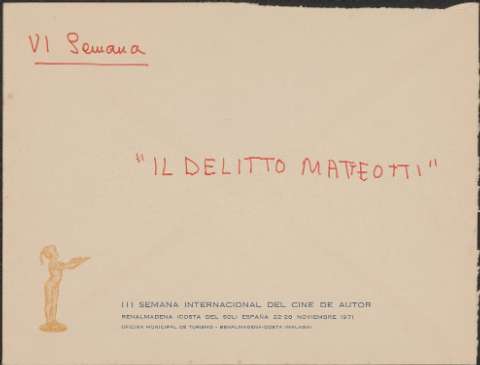 VI Semana
"IL DELITTO MATTEOTTI"
III SEMANA INTERNACIONAL DEL CINE DE AUTOR
BENALMADENA (COSTA DEL SOL) ESPAÑA 22-28 NOVIEMBRE 1971
OFICINA MUNICIPAL DE TURISMO - BENALMADENA-COSTA (MALAGA)